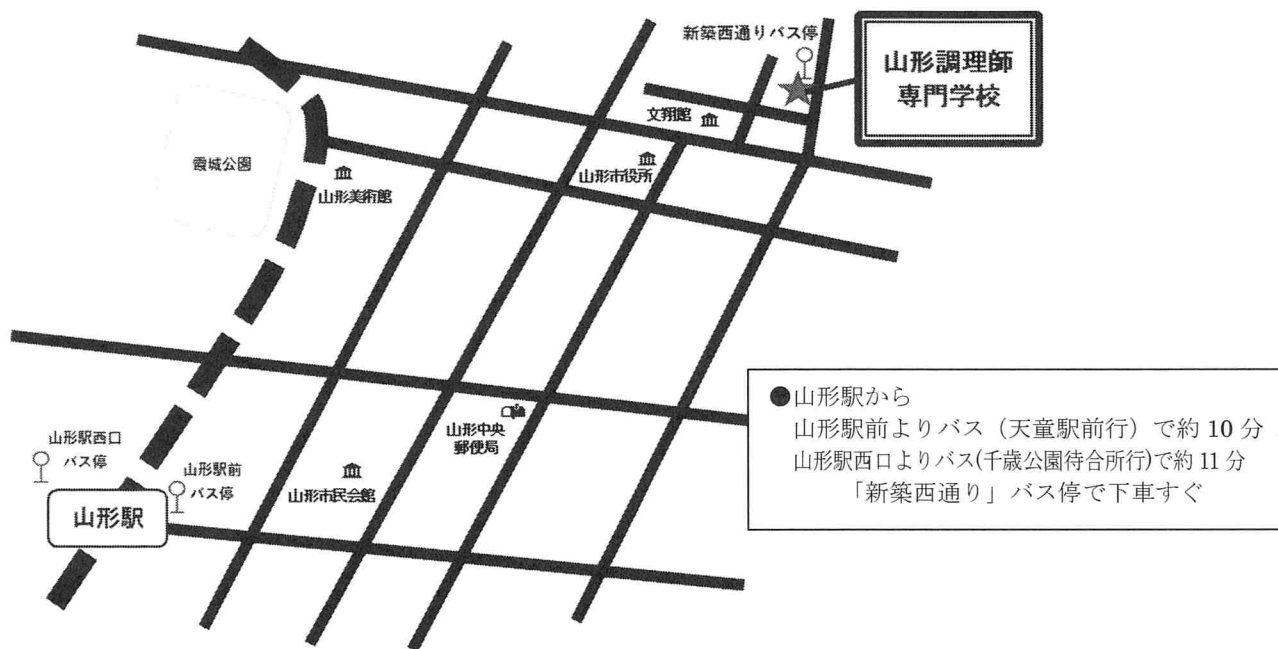 新築西通りバス停
山形調理師
専門学校
文翔館
山形市役所
霞城公園
山形美術館
山形中央
郵便局
山形駅西口
バス停
山形駅前
バス停
山形市民会館
山形駅
●山形駅から
山形駅前よりバス（天童駅前行）で約 10 分
山形駅西口よりバス(千歳公園待合所行)で約 11 分
「新築西通り」バス停で下車すぐ